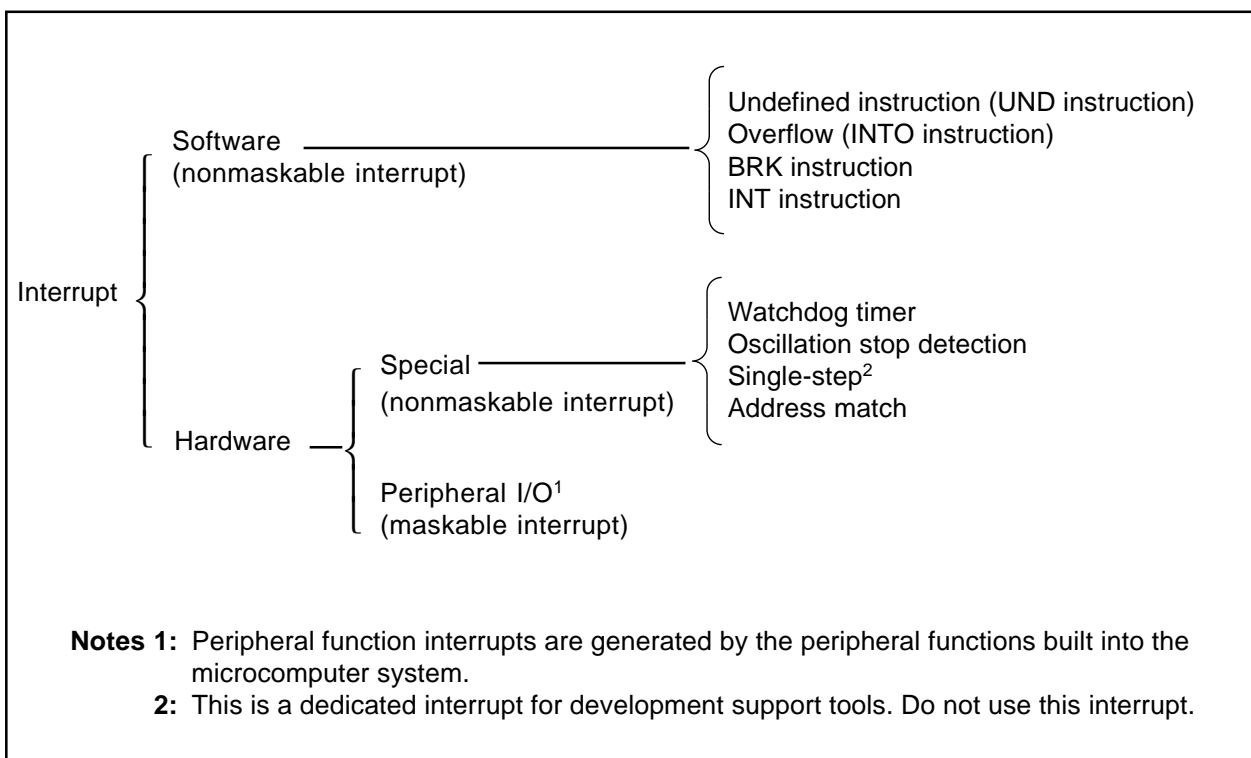 Undefined instruction (UND instruction)
Software
Overflow (INTO instruction)
(nonmaskable interrupt)
BRK instruction
INT instruction
Interrupt
Watchdog timer
Oscillation stop detection
Special
Single-step2
(nonmaskable interrupt)
Address match
Hardware
Peripheral I/O1
(maskable interrupt)
Notes 1: Peripheral function interrupts are generated by the peripheral functions built into the
microcomputer system.
2: This is a dedicated interrupt for development support tools. Do not use this interrupt.